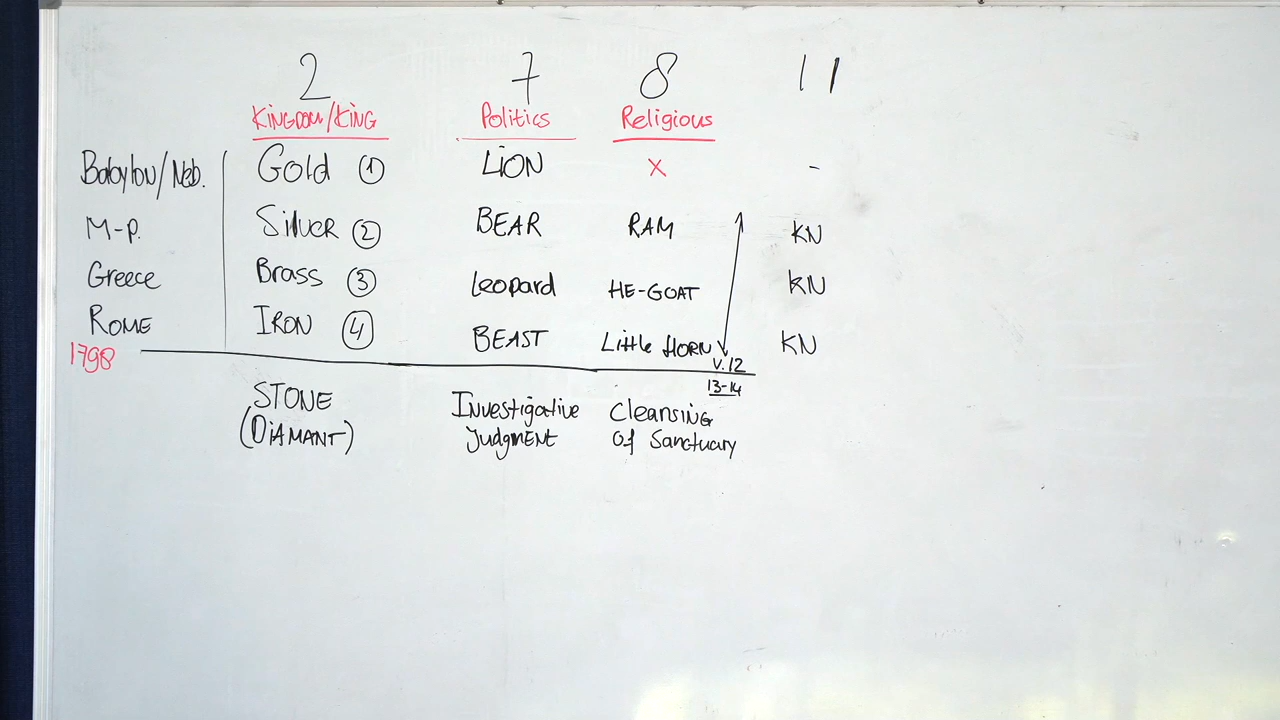 2 7 8 11
Kingdom/King Politics Religious
Babylon/Neb. Gold 1 Lion X -
M-P. Silver 2 BEAR RAM KN
Greece Brass 3 Leopard HE-GOAT KN
Rome Iron 4 BEAST Little Horn KN
1798 V.12
13-14
STONE Investigative Cleansing
(DIAMANT) Judgment of Sanctuary